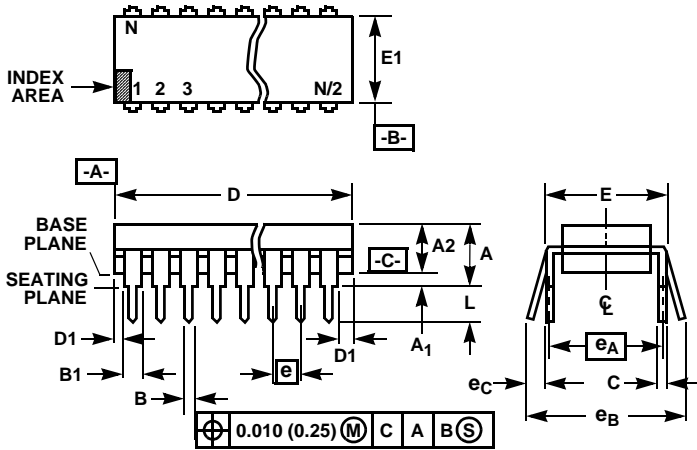 N
E1
INDEX
AREA
1 2 3 N/2
-B-
-A-
D
E
BASE
PLANE
A2
A
-C-
SEATING
PLANE
L
C
L
D1
A1
D1
eA
B1
e
eC
C
B
eB
0.010 (0.25) M C A B S